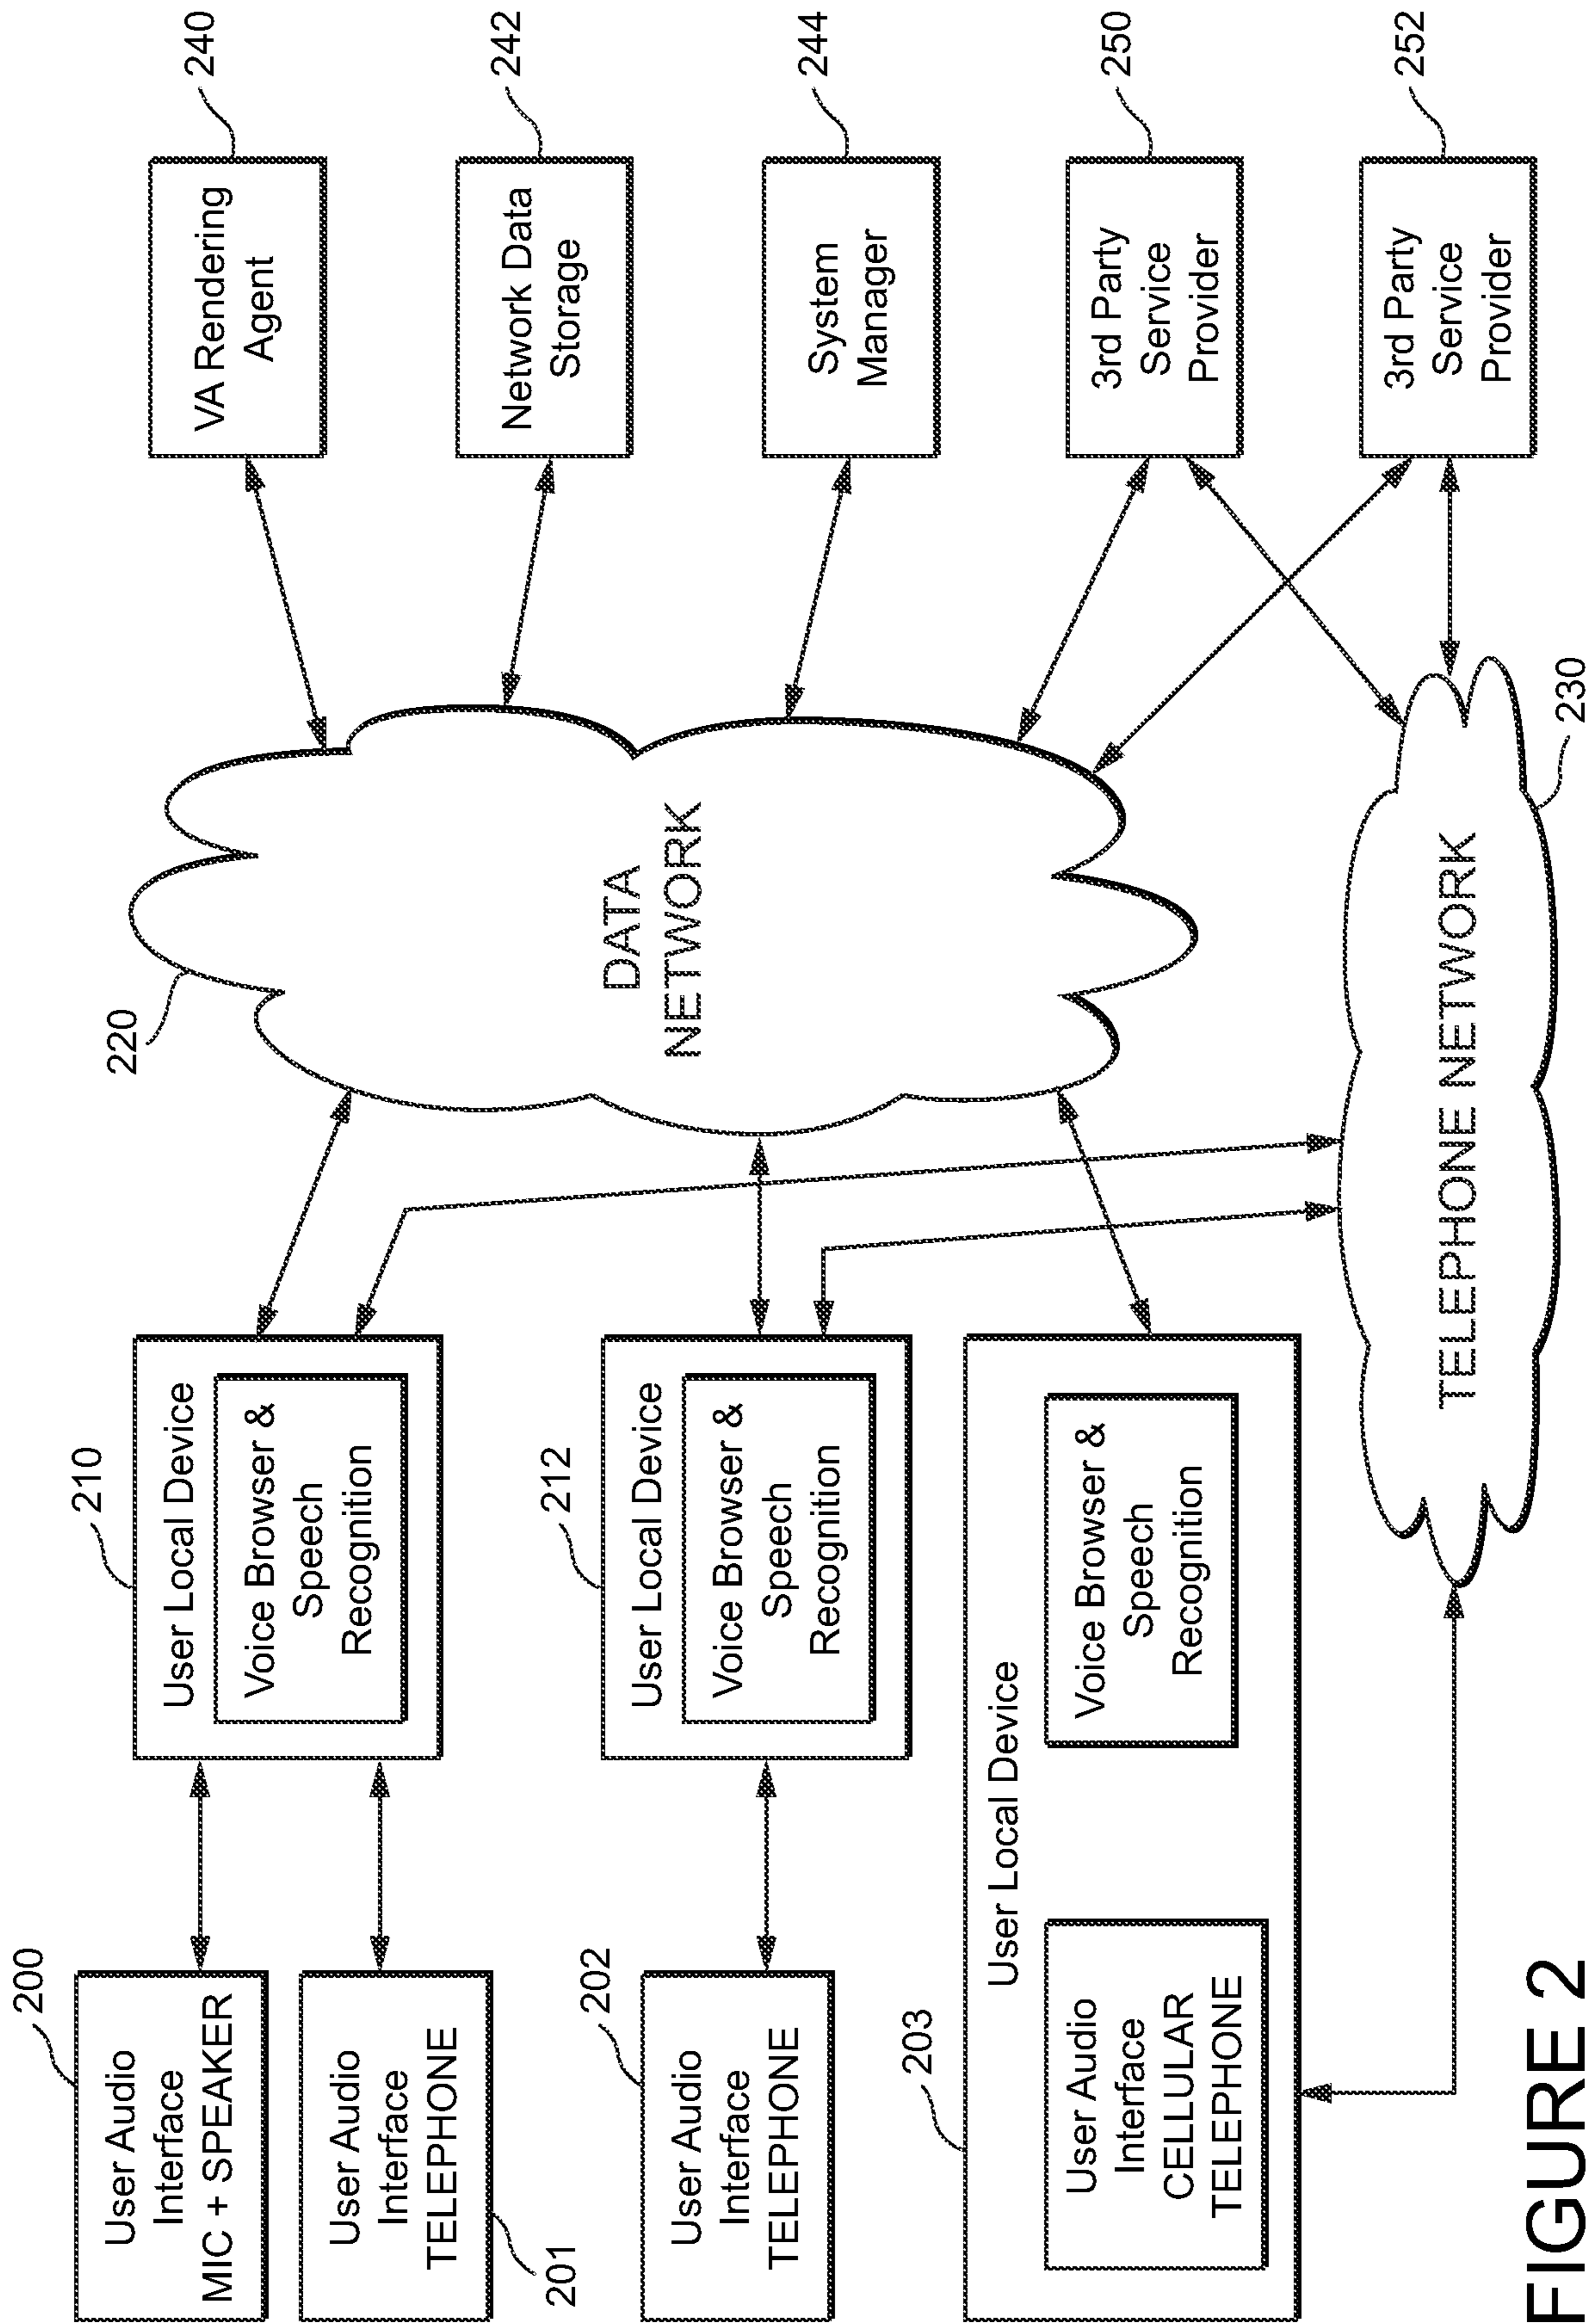 200
User Audio
Interface
MIC + SPEAKER
User Audio
Interface
TELEPHONE
201
202
User Audio
Interface
TELEPHONE
203
User Local Device
User Audio
Interface
CELLULAR
TELEPHONE
Voice Browser &
Speech
Recognition
210
User Local Device
Voice Browser &
Speech
Recognition
212
User Local Device
Voice Browser &
Speech
Recognition
220
DATA
NETWORK
TELEPHONE NETWORK
230
VA Rendering
Agent
240
Network Data
Storage
242
System
Manager
244
3rd Party
Service
Provider
250
3rd Party
Service
Provider
252
FIGURE 2